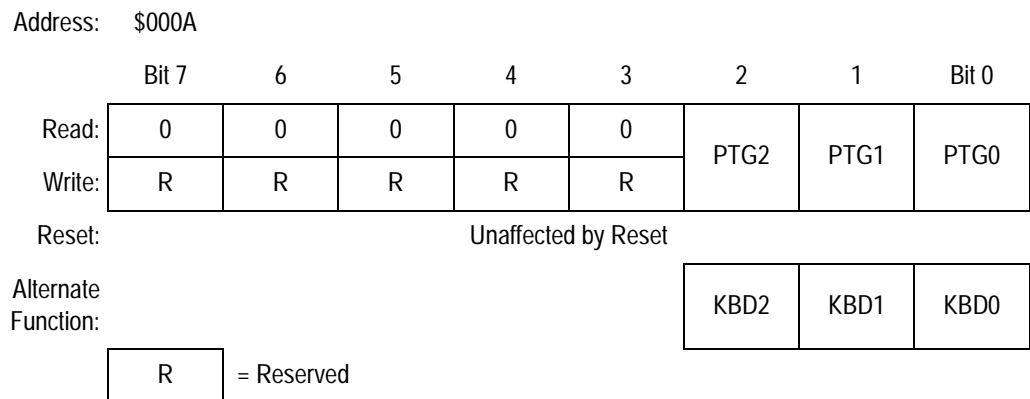 Address: $000A
Bit 7 6 5 4 3 2 1 Bit 0
Read: 0 0 0 0 0 PTG2 PTG1 PTG0
Write: R R R R R
Reset: Unaffected by Reset
Alternate
Function: KBD2 KBD1 KBD0
R = Reserved